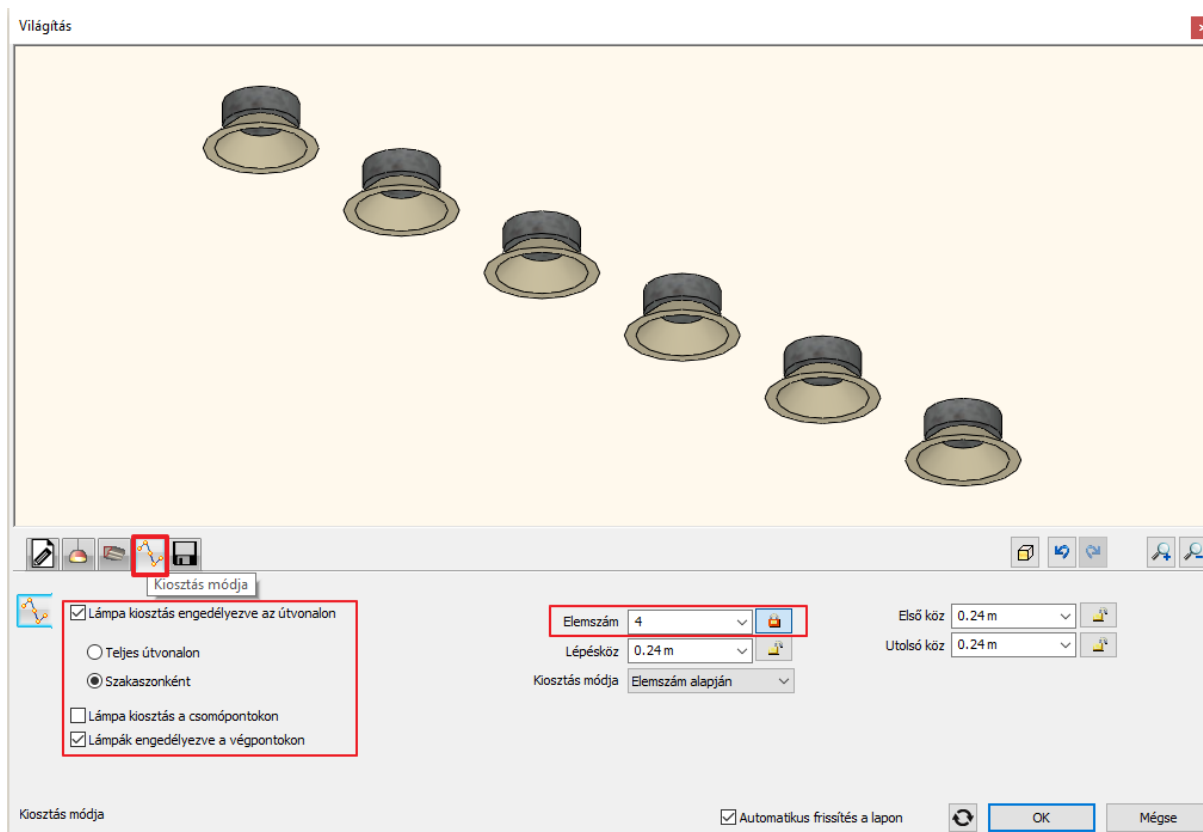 Világítás
Kiosztás módja
Lámpa kiosztás engedélyezve az útvonalon
Teljes útvonalon
Szakaszonként
Lámpa kiosztás a csomópontokon
Lámpák engedélyezve a végpontokon
Elemszám 4
Lépésköz 0.24 m
Kiosztás módja Elemszám alapján
Első köz 0.24 m
Utolsó köz 0.24 m
Kiosztás módja
Automatikus frissítés a lapon
OK
Mégse